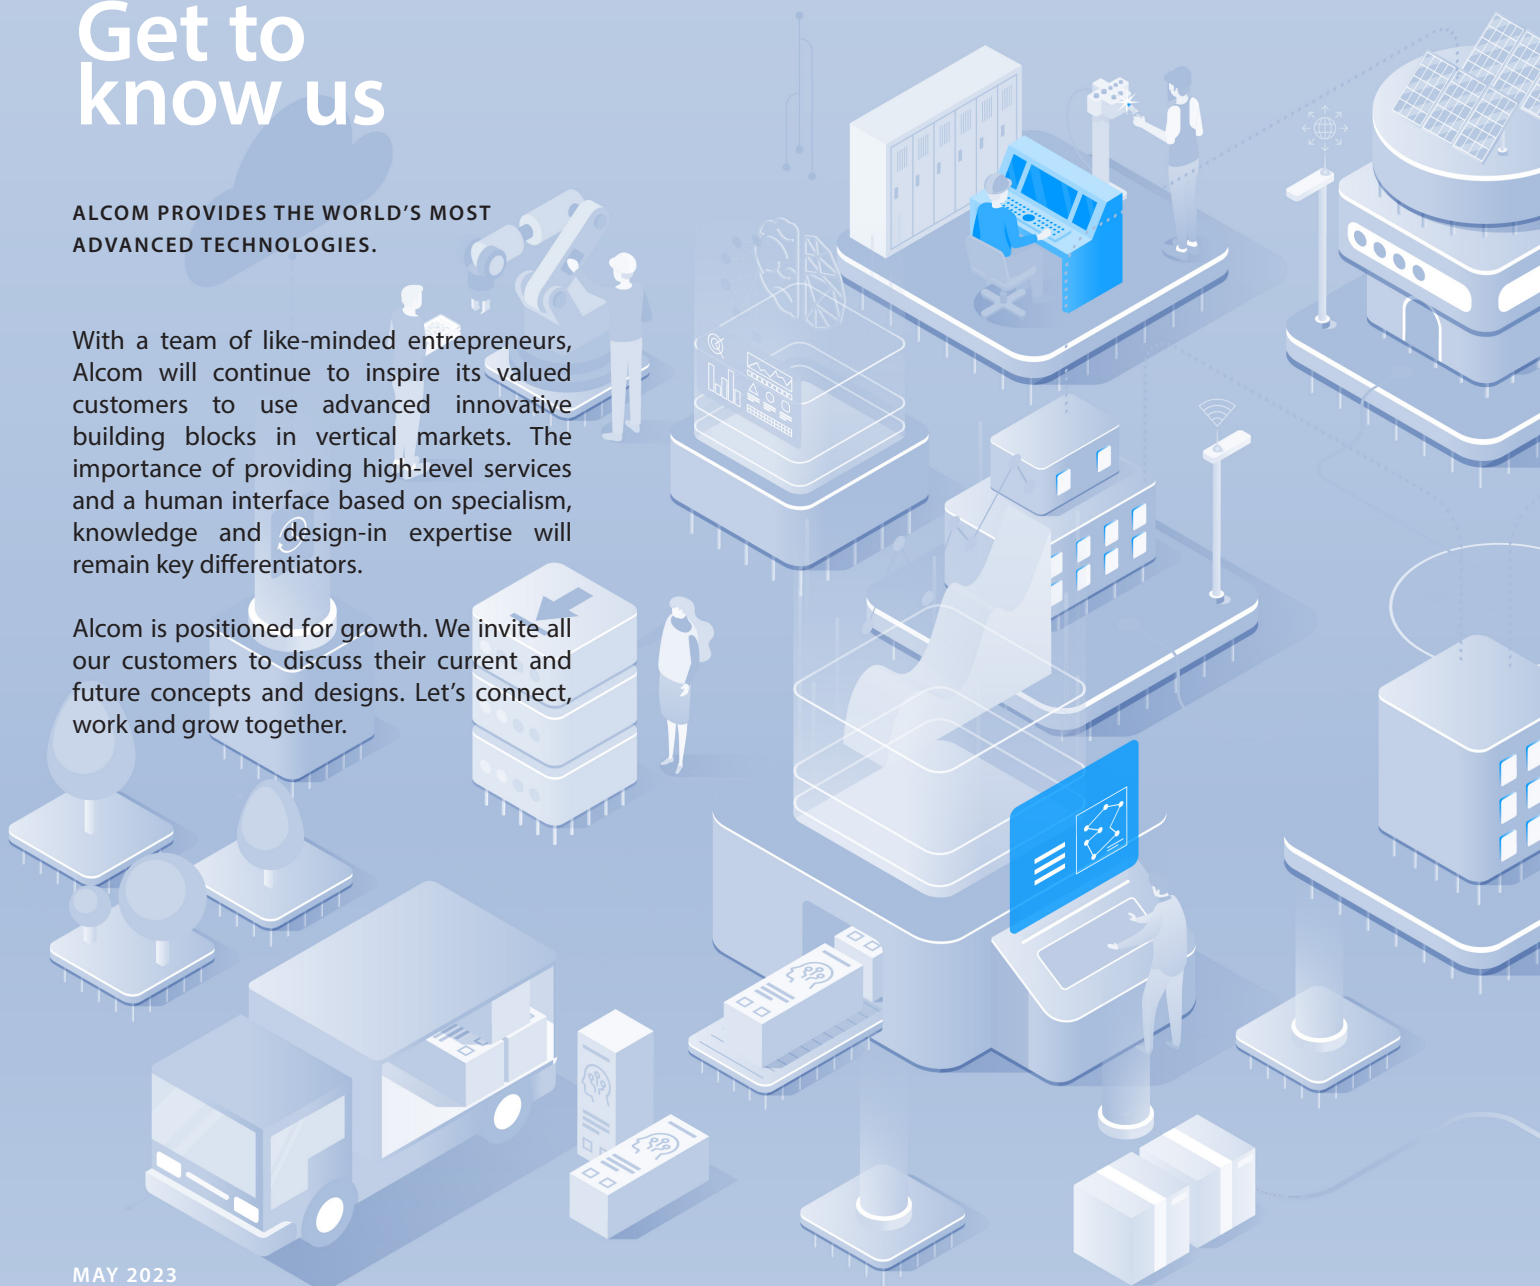 Get to
know us
ALCOM PROVIDES THE WORLD’S MOST
ADVANCED TECHNOLOGIES.
With a team of like-minded entrepreneurs,
Alcom will continue to inspire its valued
customers to use advanced innovative
building blocks in vertical markets. The
importance of providing high-level services
and a human interface based on specialism,
knowledge and design-in expertise will
remain key differentiators.
Alcom is positioned for growth. We invite all
our customers to discuss their current and
future concepts and designs. Let’s connect,
work and grow together.
MAY 2023